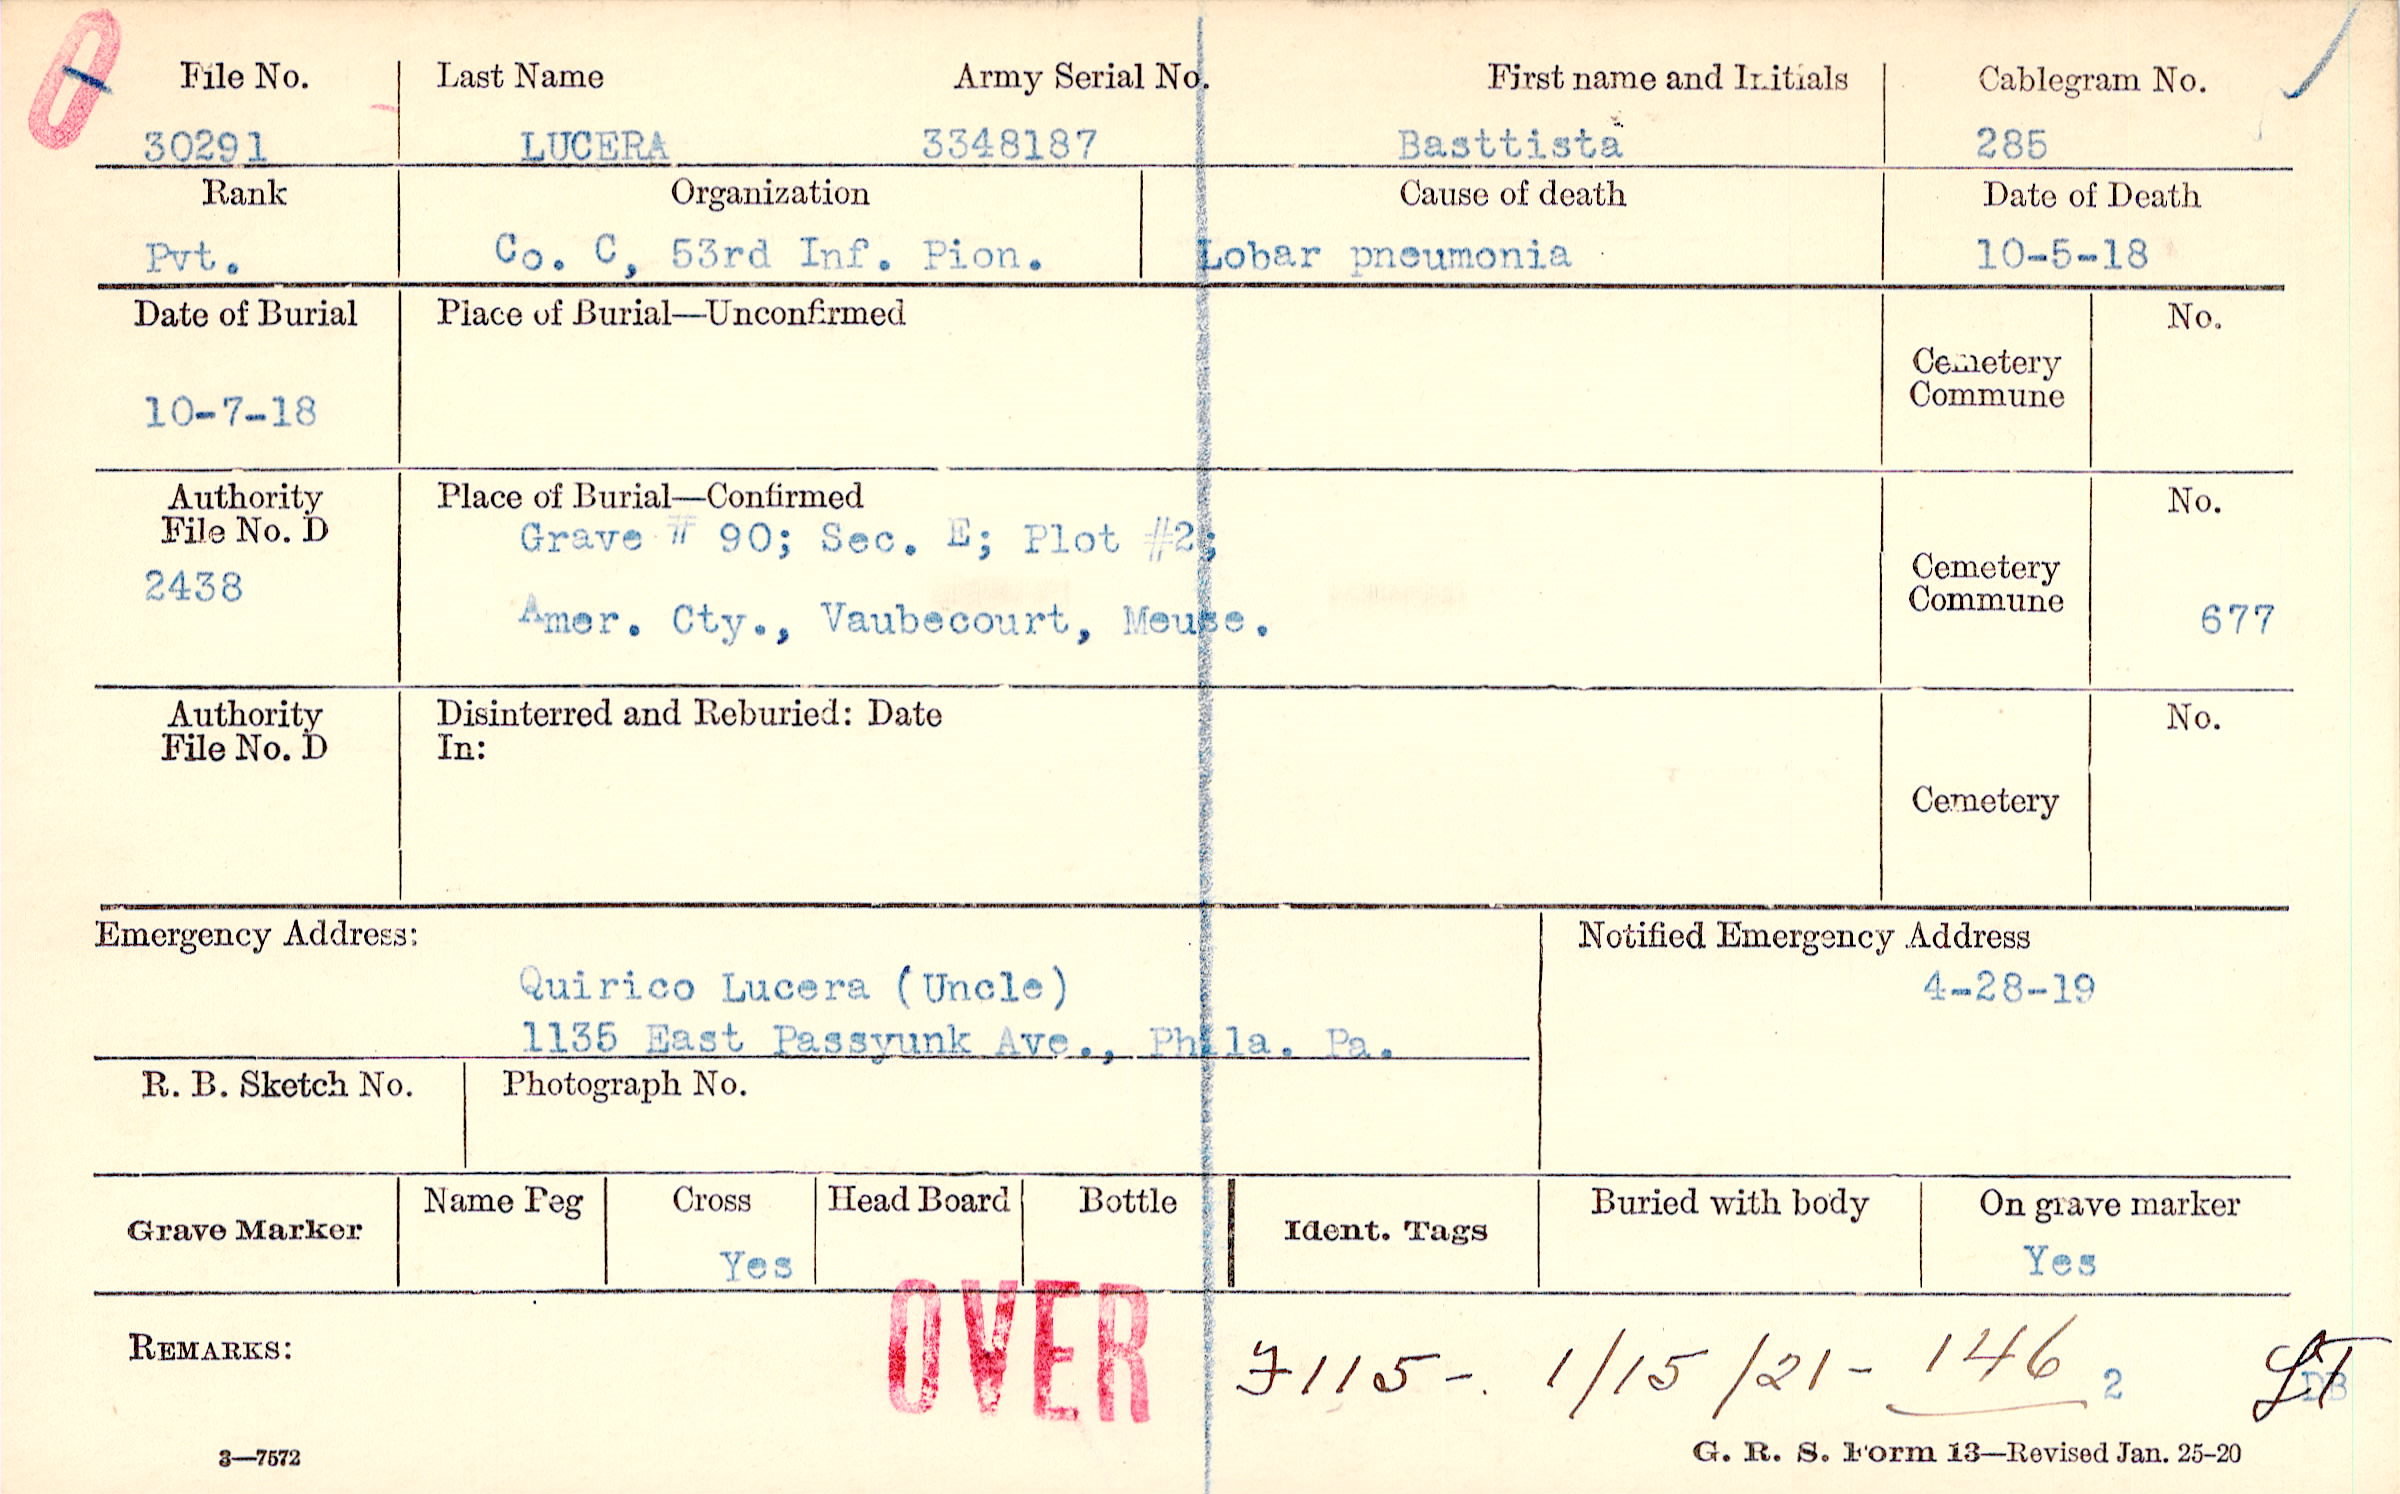 File No. Last Name Army Serial No. First name and Initials Cablegram No.
30291 LUCERA 3348187 Basttista 285
Rank Organization Cause of death Date of Death
Pvt. Co. C, 53rd Inf. Pion. Lobar pneumonia 10-5-18
Date of Burial Place of Burial—Unconfirmed No.
Cemetery
Commune
10-7-18
Authority Place of Burial—Confirmed No.
File No. D
Grave # 90; Sec. E; Plot #2;
2438 Cemetery
Commune
Amer. Cty., Vaubecourt, Meuse. 677
Authority Disinterred and Reburied: Date No.
File No. D In:
Cemetery
Emergency Address: Notified Emergency Address
Quirico Lucera (Uncle) 4-28-19
1135 East Passyunk Ave., Phila. Pa.
R. B. Sketch No. Photograph No.
Name Peg Cross Head Board Bottle Buried with body On grave marker
Grave Marker Ident. Tags
Yes Yes
OVER
REMARKS: 1/15/21- 146 2 DB
3—7572 G. R. S. Form 13—Revised Jan. 25-20